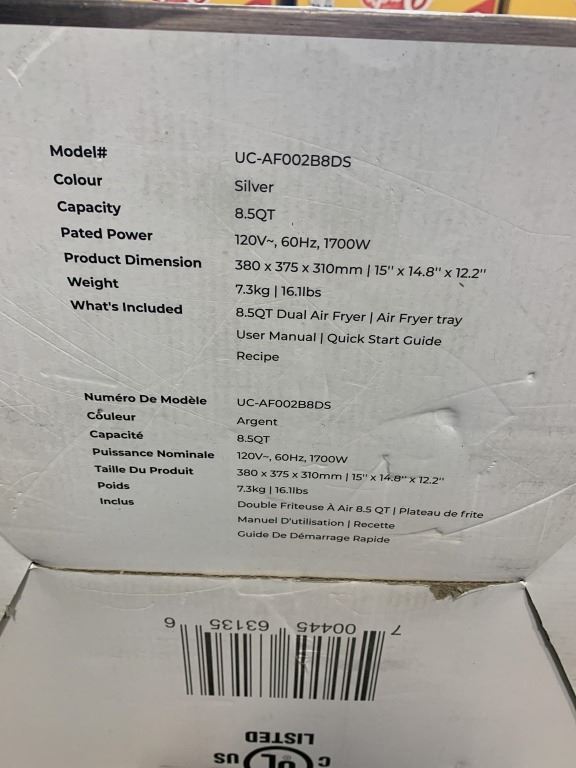 Model# UC-AF002B8DS
Colour Silver
Capacity 8.5QT
Pated Power 120V~, 60Hz, 1700W
Product Dimension 380 x 375 x 310mm | 15" x 14.8" x 12.2"
Weight 7.3kg | 16.1lbs
What's Included 8.5QT Dual Air Fryer | Air Fryer tray
User Manual | Quick Start Guide
Recipe
Numéro De Modèle UC-AF002B8DS
Couleur Argent
Capacité 8.5QT
Puissance Nominale 120V~, 60Hz, 1700W
Taille Du Produit 380 x 375 x 310mm | 15" x 14.8" x 12.2"
Poids 7.3kg | 16.1lbs
Inclus Double Friteuse À Air 8.5 QT | Plateau de frite
Manuel D'utilisation | Recette
Guide De Démarrage Rapide
7 00445 63135 6
C UL US
LISTED